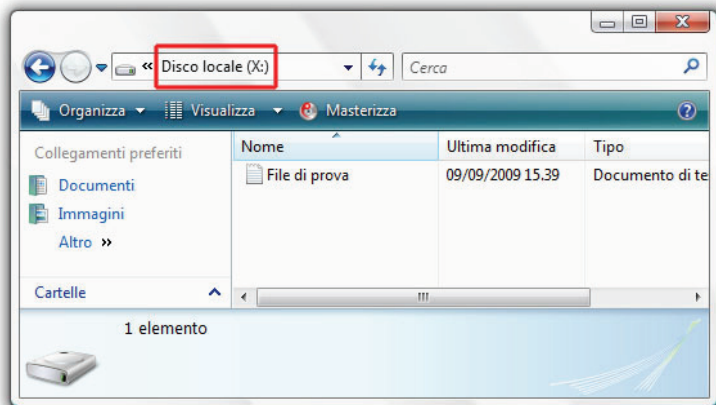 « Disco locale (X:)
Cerca
Organizza Visualizza Masterizza
Collegamenti preferiti
Documenti
Immagini
Altro »
Cartelle
Nome Ultima modifica Tipo
File di prova 09/09/2009 15.39 Documento di te
1 elemento